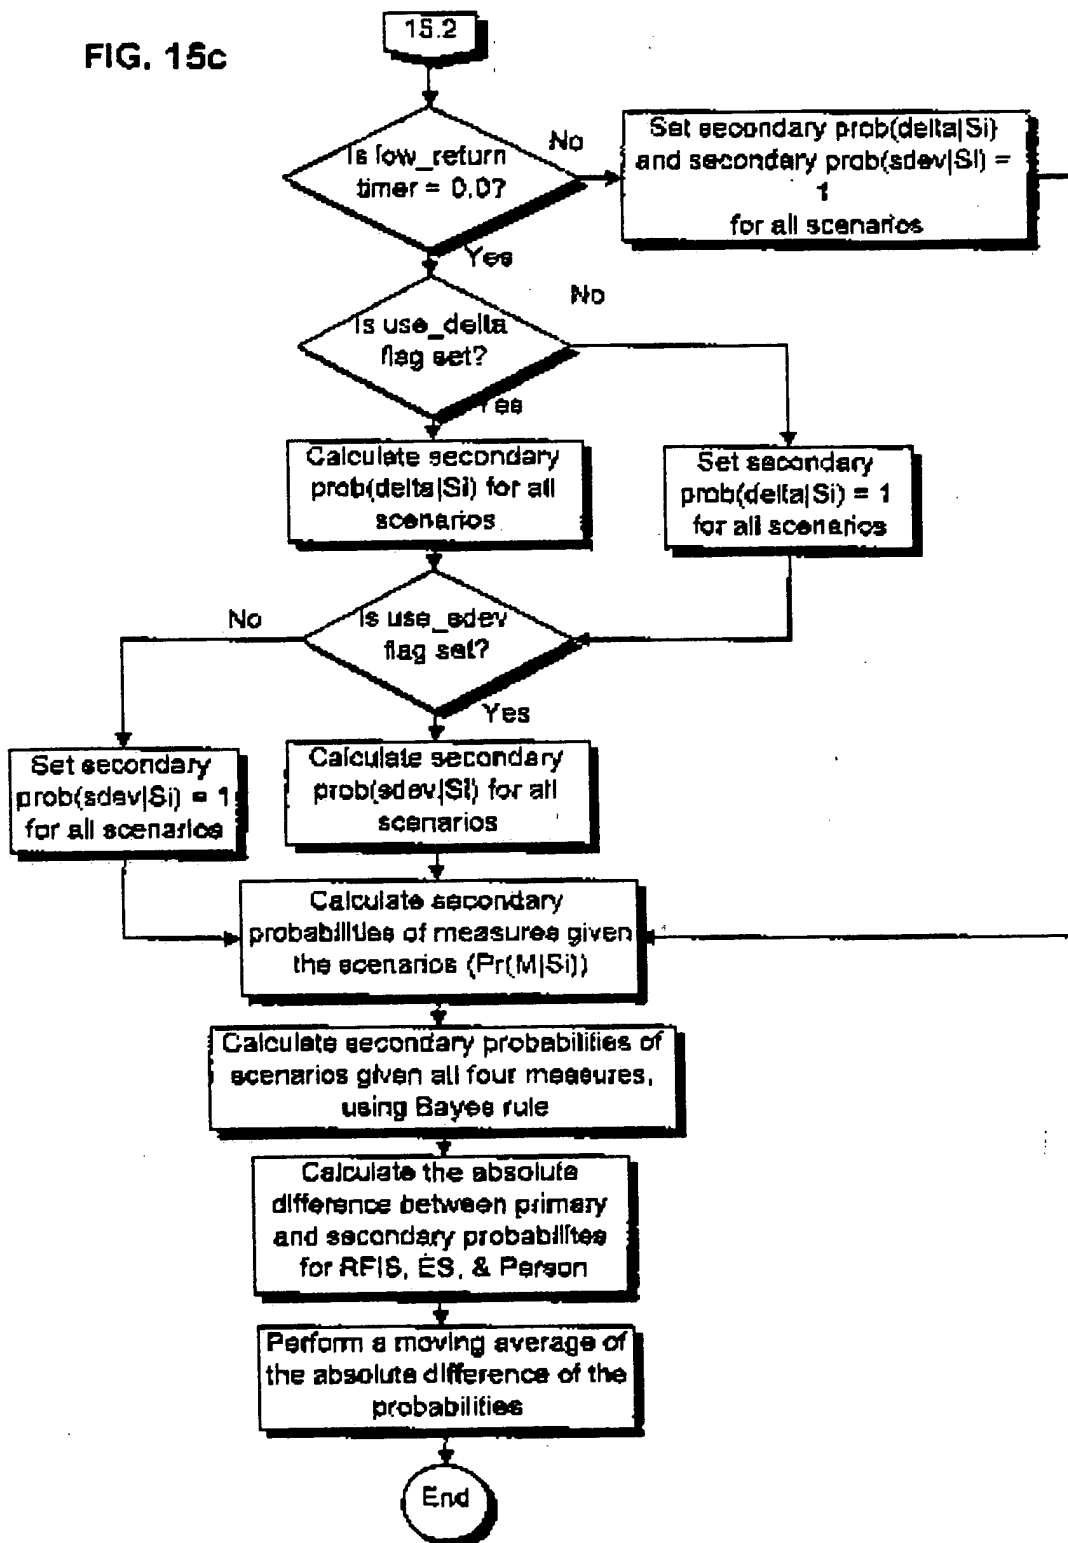 FIG. 15c
15.2
Is low_return
timer = 0.0?
No
Set secondary prob(delta|Si)
and secondary prob(sdev|Si) =
1
for all scenarios
Yes
No
Is use_delta
flag set?
Yes
Calculate secondary
prob(delta|Si) for all
scenarios
Set secondary
prob(delta|Si) = 1
for all scenarios
No
Is use_sdev
flag set?
Yes
Set secondary
prob(sdev|Si) = 1
for all scenarios
Calculate secondary
prob(sdev|Si) for all
scenarios
Calculate secondary
probabilities of measures given
the scenarios (Pr(M|Si))
Calculate secondary probabilities of
scenarios given all four measures,
using Bayes rule
Calculate the absolute
difference between primary
and secondary probabilites
for RFIS, ES, & Person
Perform a moving average of
the absolute difference of the
probabilities
End